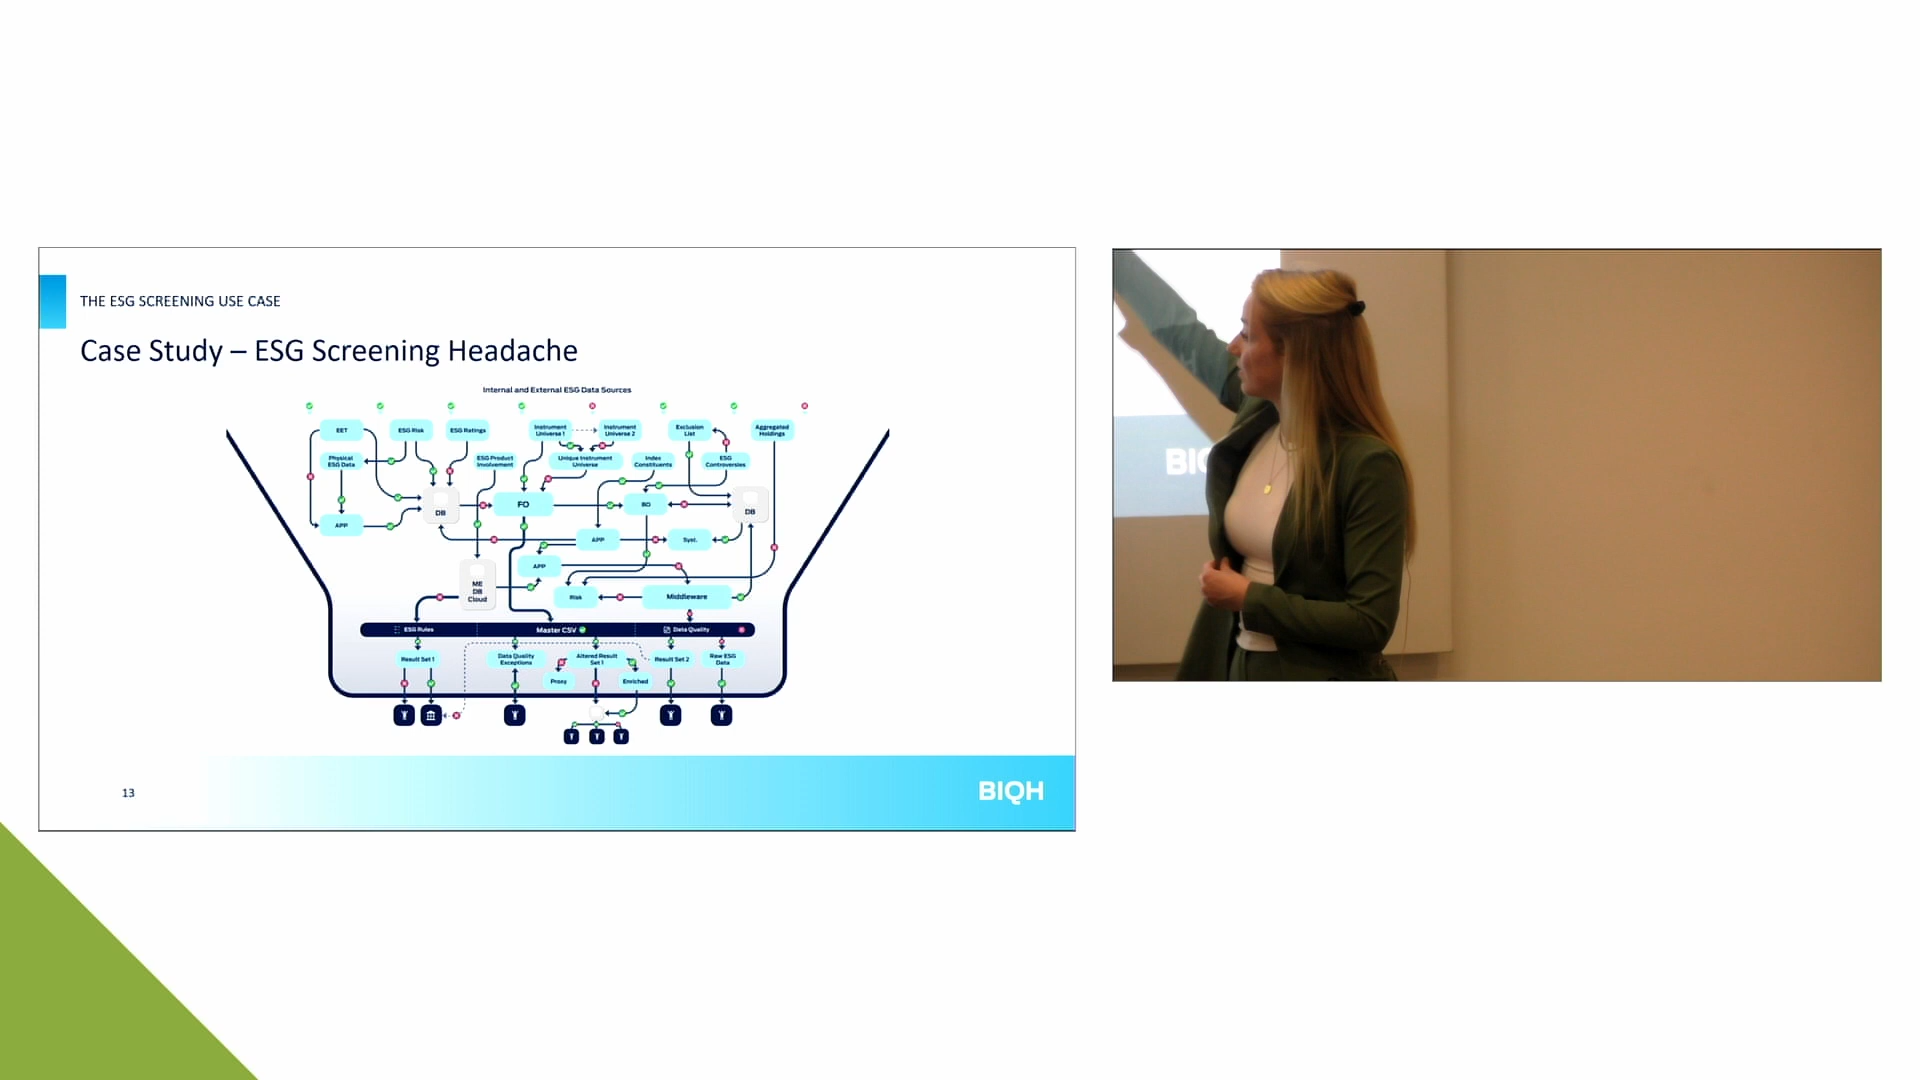 THE ESG SCREENING USE CASE
Case Study – ESG Screening Headache
Internal and External ESG Data Sources
EET
ESG Risk
ESG Ratings
Instrument
Universe 1
Instrument
Universe 2
Exclusion
List
Aggregated
Holdings
Physical
ESG Data
ESG Product
Involvement
Unique Instrument
Universe
Index
Constituents
ESG
Controversies
DB
FO
BO
DB
APP
APP
Syst.
APP
ME
DB
Cloud
Risk
Middleware
ESG Rules
Master CSV
Data Quality
Result Set 1
Data Quality
Exceptions
Altered Result
Set 1
Result Set 2
Raw ESG
Data
Proxy
Enriched
13
BIQH